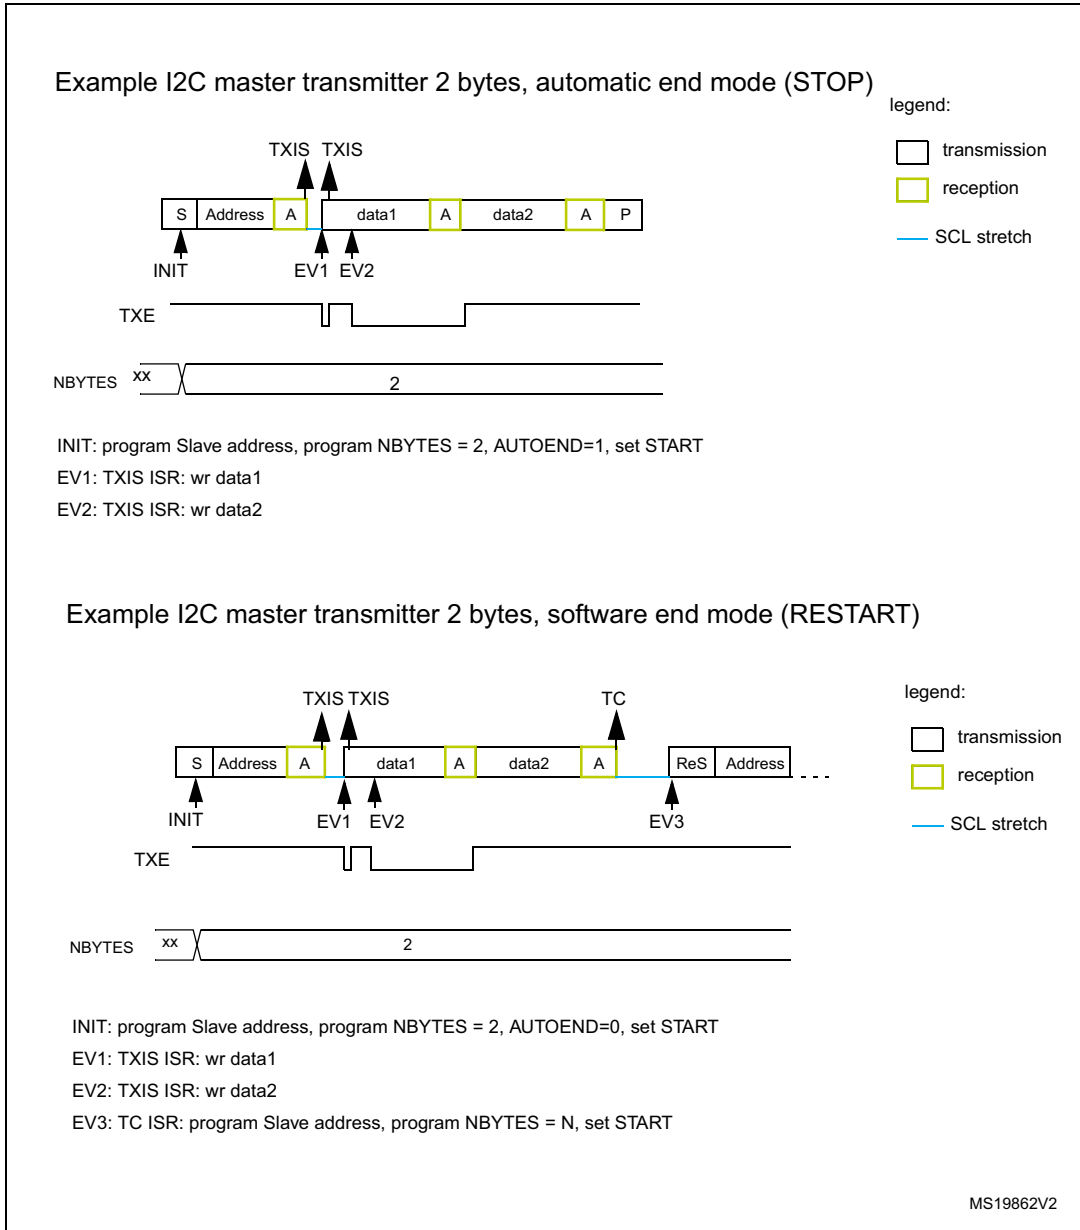 Example I2C master transmitter 2 bytes, automatic end mode (STOP)
legend:
transmission
reception
SCL stretch
TXIS TXIS
S Address A data1 A data2 A P
INIT EV1 EV2
TXE
NBYTES xx 2
INIT: program Slave address, program NBYTES = 2, AUTOEND=1, set START
EV1: TXIS ISR: wr data1
EV2: TXIS ISR: wr data2
Example I2C master transmitter 2 bytes, software end mode (RESTART)
legend:
transmission
reception
SCL stretch
TXIS TXIS TC
S Address A data1 A data2 A ReS Address
INIT EV1 EV2 EV3
TXE
NBYTES xx 2
INIT: program Slave address, program NBYTES = 2, AUTOEND=0, set START
EV1: TXIS ISR: wr data1
EV2: TXIS ISR: wr data2
EV3: TC ISR: program Slave address, program NBYTES = N, set START
MS19862V2